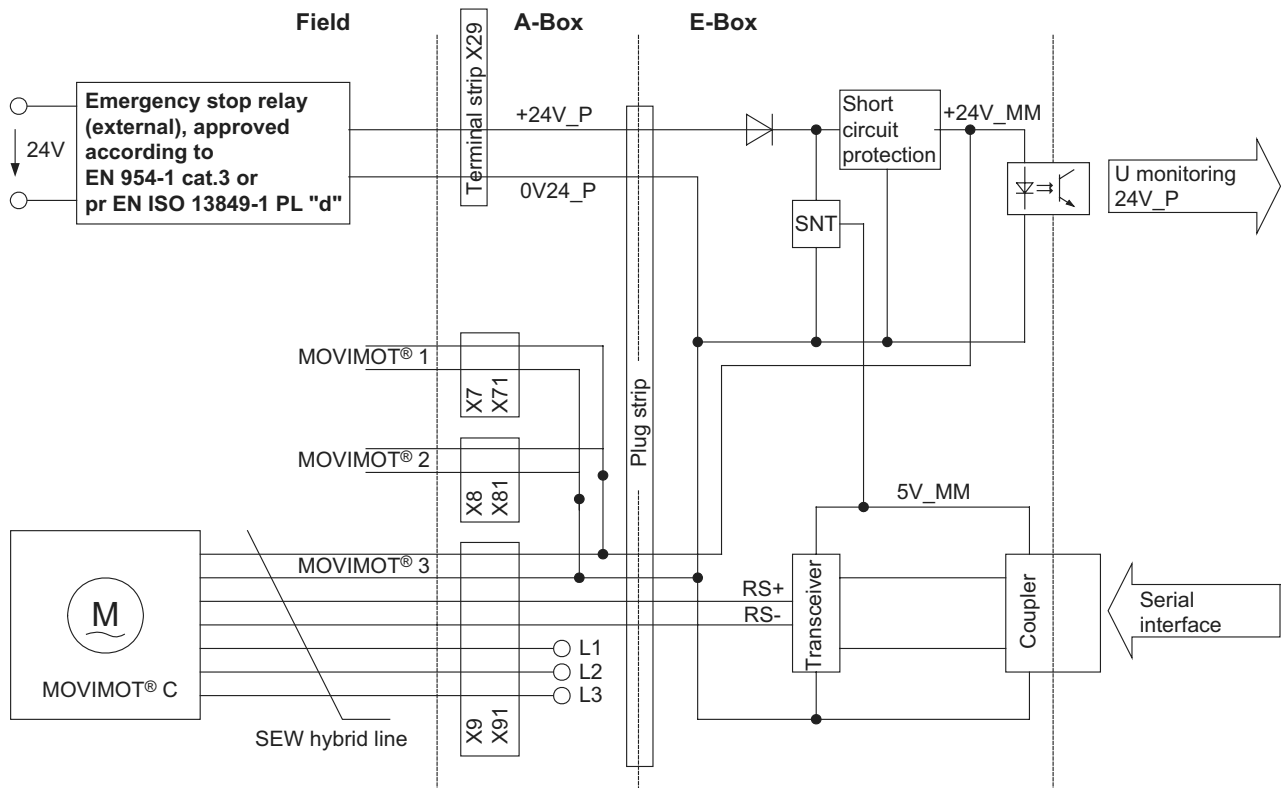 Field
A-Box
E-Box
Terminal strip X29
Emergency stop relay
(external), approved
according to
EN 954-1 cat.3 or
pr EN ISO 13849-1 PL "d"
24V
+24V_P
0V24_P
Short
circuit
protection
+24V_MM
U monitoring
24V_P
SNT
MOVIMOT® 1
X7
X71
Plug strip
MOVIMOT® 2
X8
X81
5V_MM
MOVIMOT® 3
RS+
RS-
Transceiver
Coupler
Serial
interface
M
MOVIMOT® C
L1
L2
L3
X9
X91
SEW hybrid line